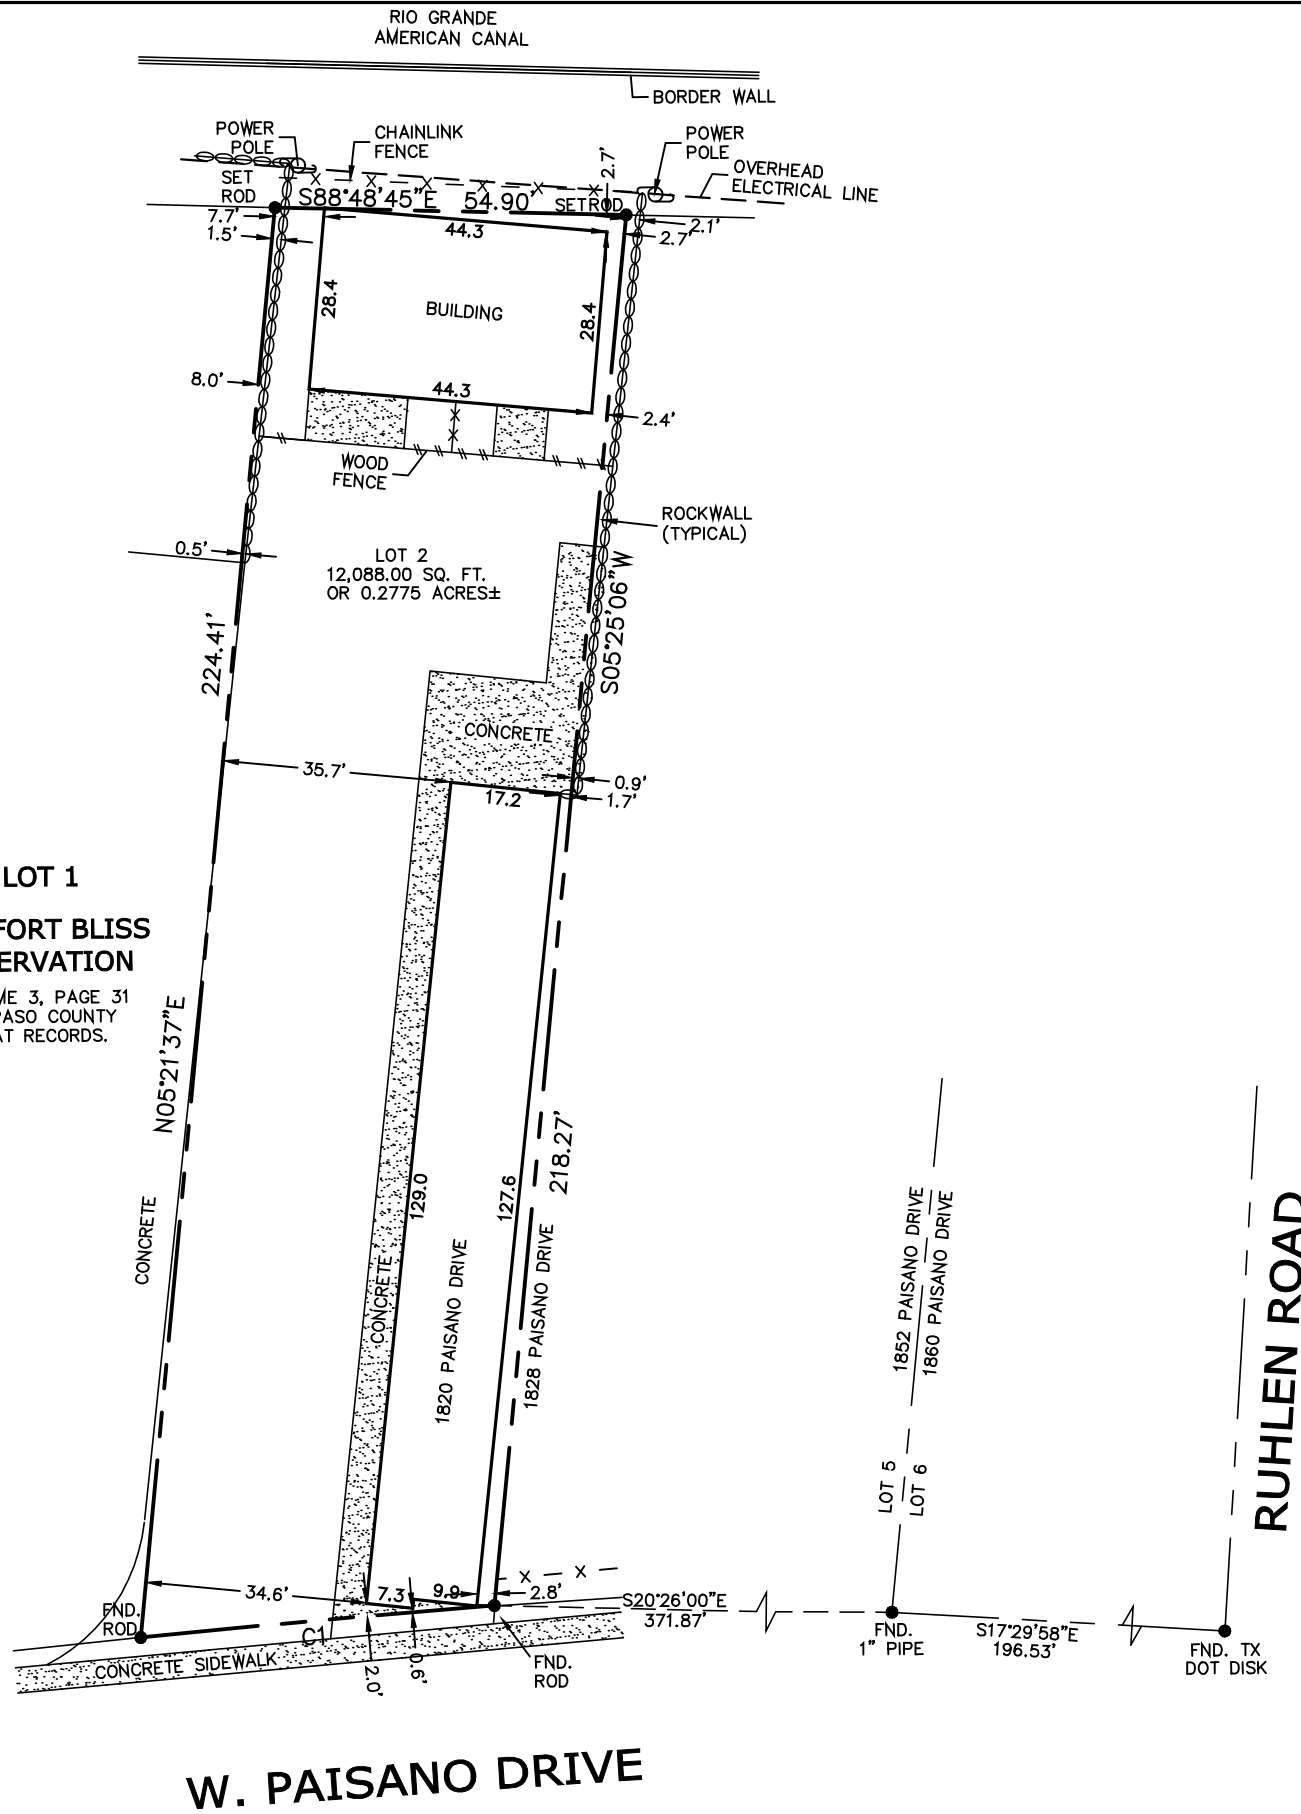 RIO GRANDE
AMERICAN CANAL
BORDER WALL
POWER
POLE
CHAINLINK
FENCE
2.7'
POWER
POLE
OVERHEAD
ELECTRICAL LINE
SET
ROD
S88°48'45"E 54.90'
SET ROD
7.7'
1.5'
44.3
2.1'
2.7'
28.4
BUILDING
28.4
8.0'
44.3
2.4'
WOOD
FENCE
ROCKWALL
(TYPICAL)
0.5'
LOT 2
12,088.00 SQ. FT.
OR 0.2775 ACRES±
S05°25'06"W
224.41'
CONCRETE
35.7'
17.2
0.9'
1.7'
LOT 1
FORT BLISS
ERVATION
ME 3, PAGE 31
PASO COUNTY
AT RECORDS.
N05°21'37"E
129.0
127.6
218.27'
CONCRETE
CONCRETE
1820 PAISANO DRIVE
1828 PAISANO DRIVE
1852 PAISANO DRIVE
1860 PAISANO DRIVE
LOT 5
LOT 6
RUHLEN ROAD
34.6'
7.3
9.9
2.8'
S20°26'00"E
371.87'
FND.
ROD
C1
FND.
1" PIPE
S17°29'58"E
196.53'
FND. TX
DOT DISK
CONCRETE SIDEWALK
2.0'
0.6'
FND.
ROD
W. PAISANO DRIVE